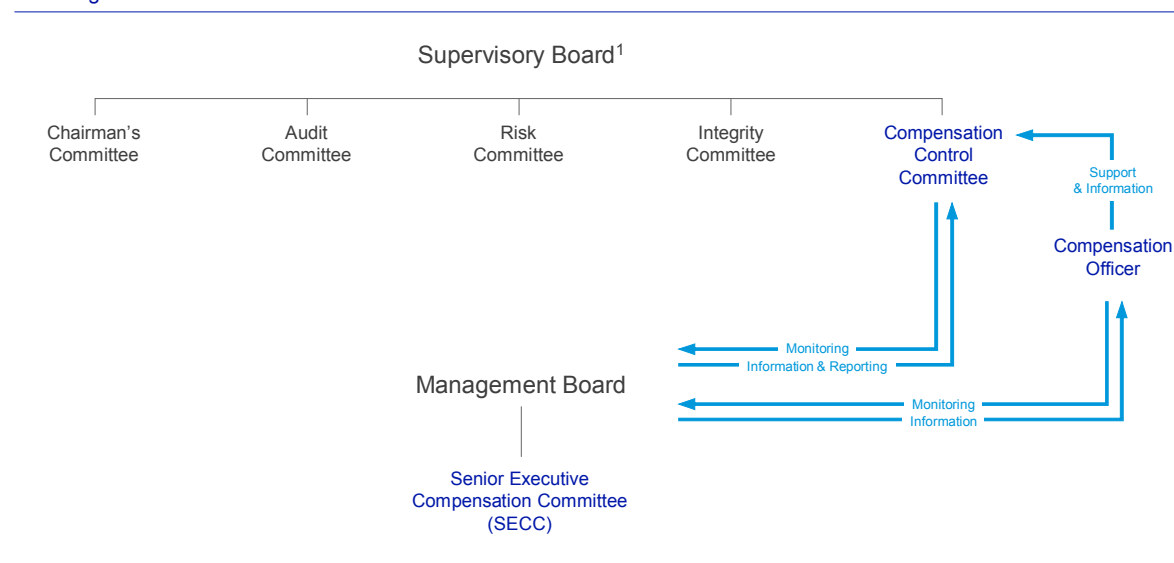 Supervisory Board1
Chairman's
Committee
Audit
Committee
Risk
Committee
Integrity
Committee
Compensation
Control
Committee
Support
& Information
Compensation
Officer
Monitoring
Information & Reporting
Management Board
Monitoring
Information
Senior Executive
Compensation Committee
(SECC)